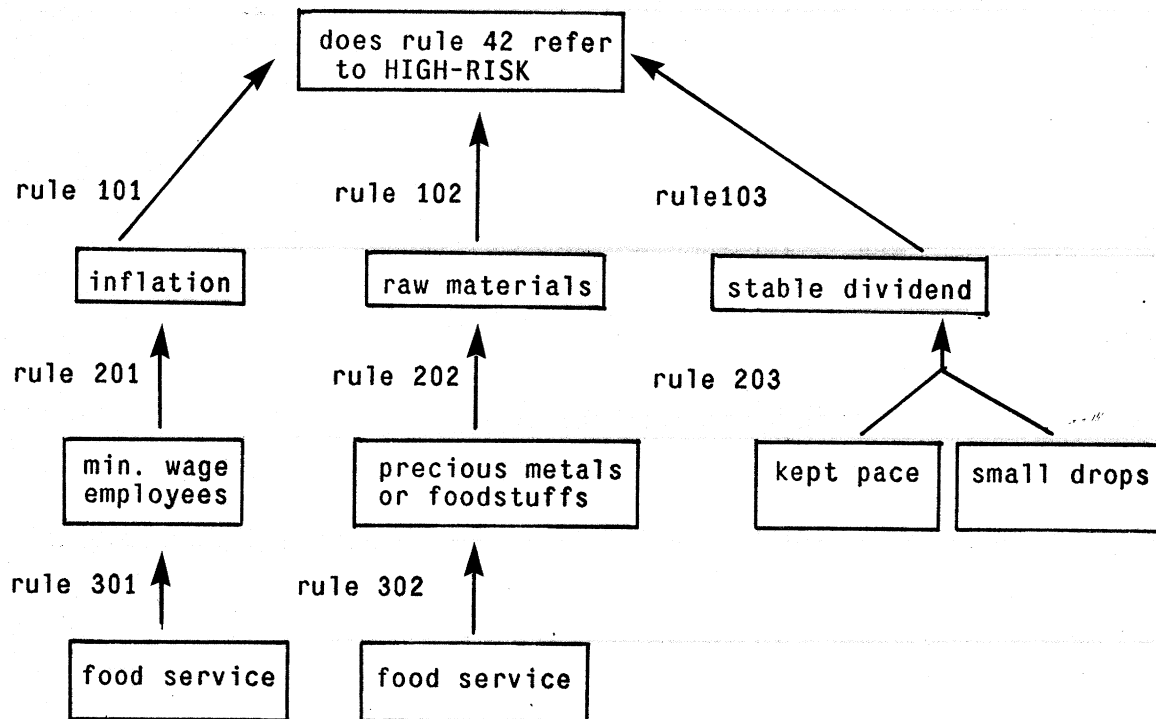 does rule 42 refer
to HIGH-RISK
rule 101
rule 102
rule103
inflation
raw materials
stable dividend
rule 201
rule 202
rule 203
min. wage
employees
precious metals
or foodstuffs
kept pace
small drops
rule 301
rule 302
food service
food service